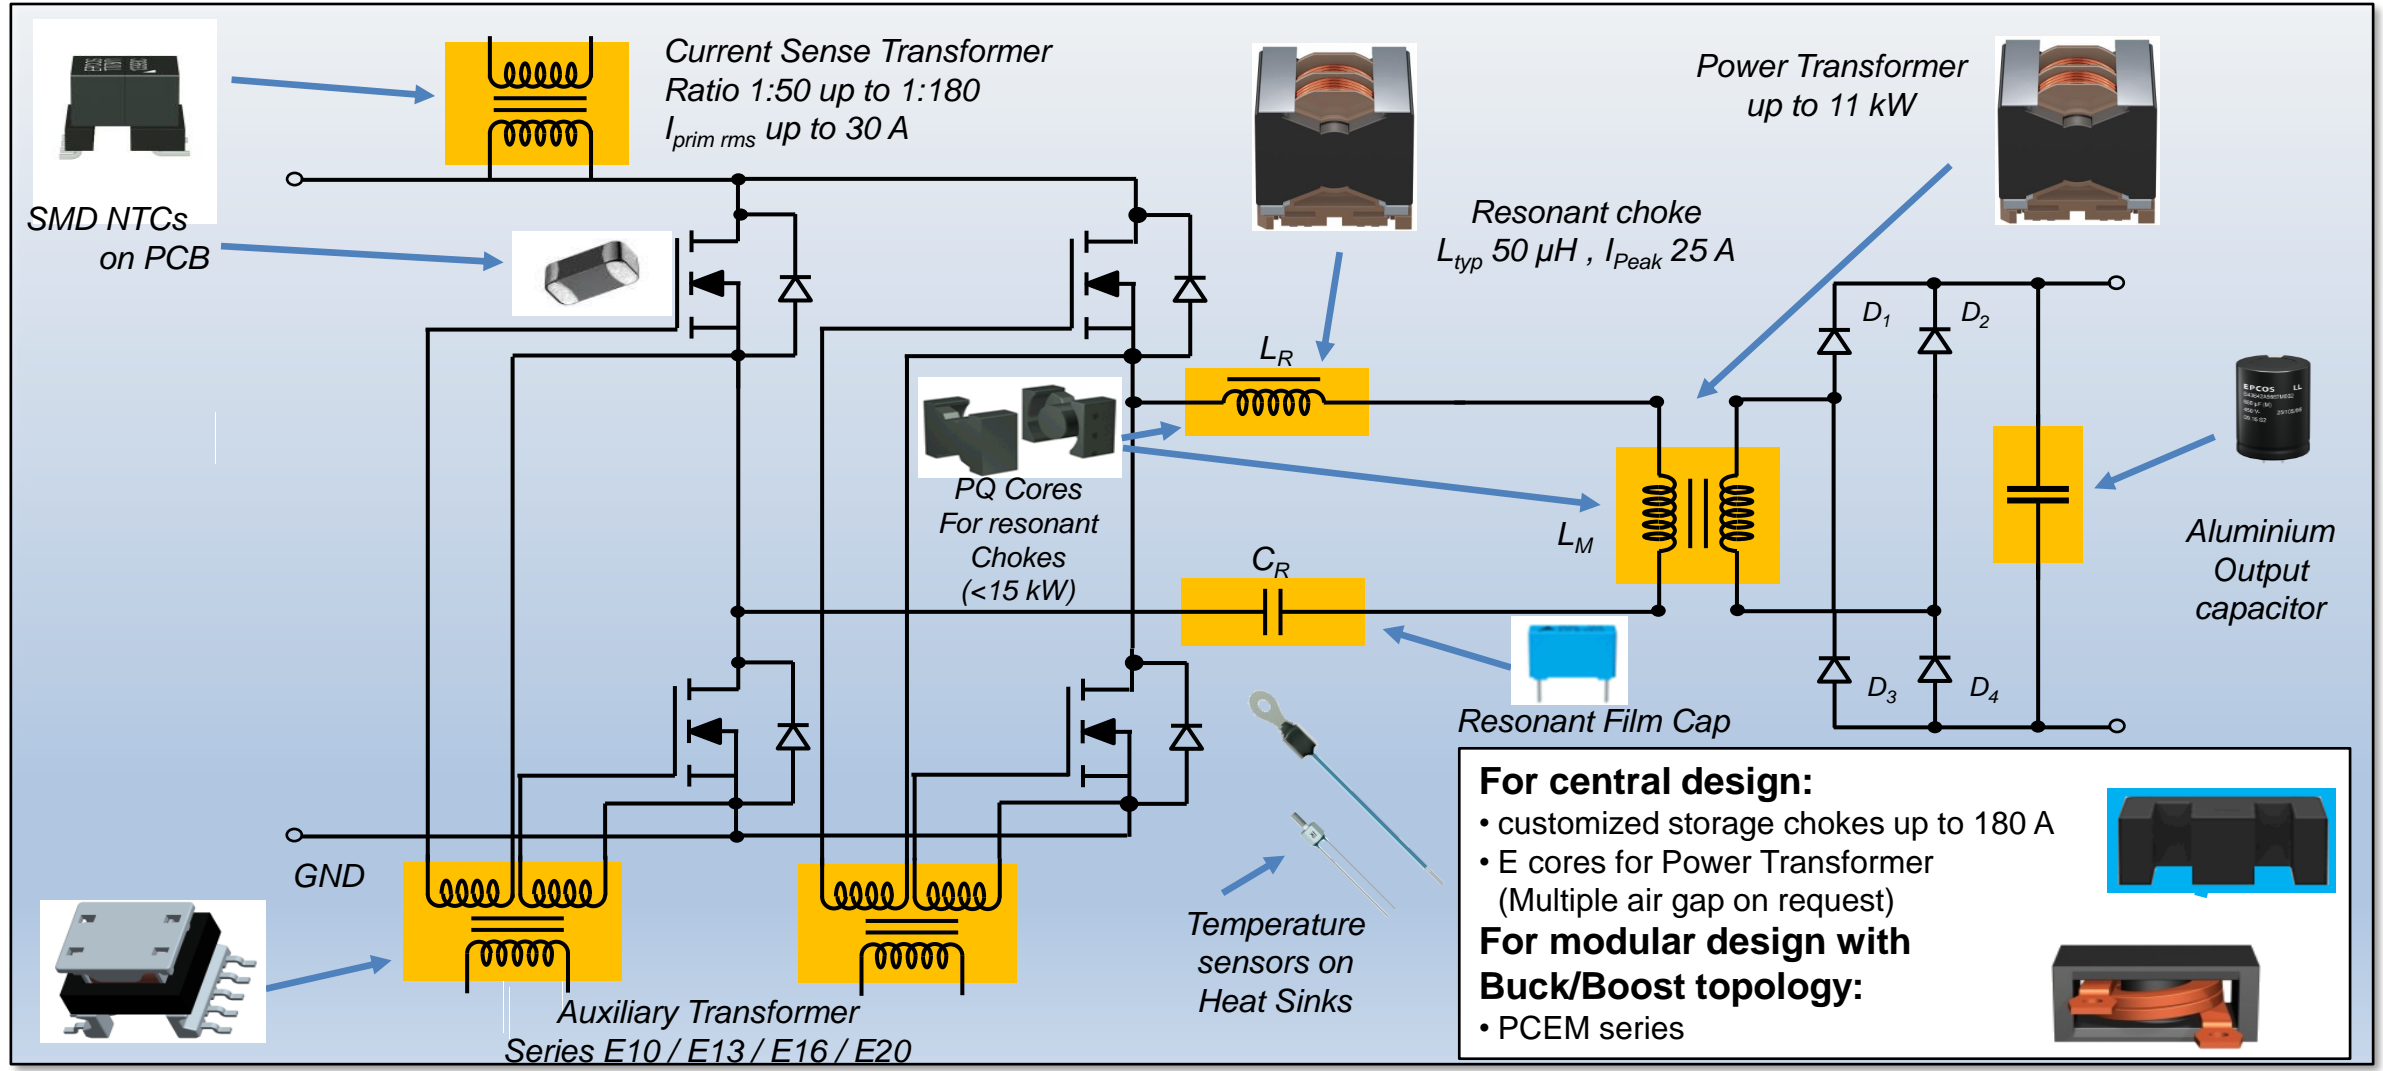 Current Sense Transformer
Ratio 1:50 up to 1:180
I prim rms up to 30 A
Power Transformer
up to 11 kW
SMD NTCs
on PCB
Resonant choke
L typ 50 µH , I Peak 25 A
D1
D2
LR
EPCOS LL
PQ Cores
For resonant
Chokes
(<15 kW)
LM
CR
Aluminium
Output
capacitor
D3
D4
Resonant Film Cap
GND
For central design:
• customized storage chokes up to 180 A
• E cores for Power Transformer
(Multiple air gap on request)
For modular design with
Buck/Boost topology:
• PCEM series
Temperature
sensors on
Heat Sinks
Auxiliary Transformer
Series E10 / E13 / E16 / E20